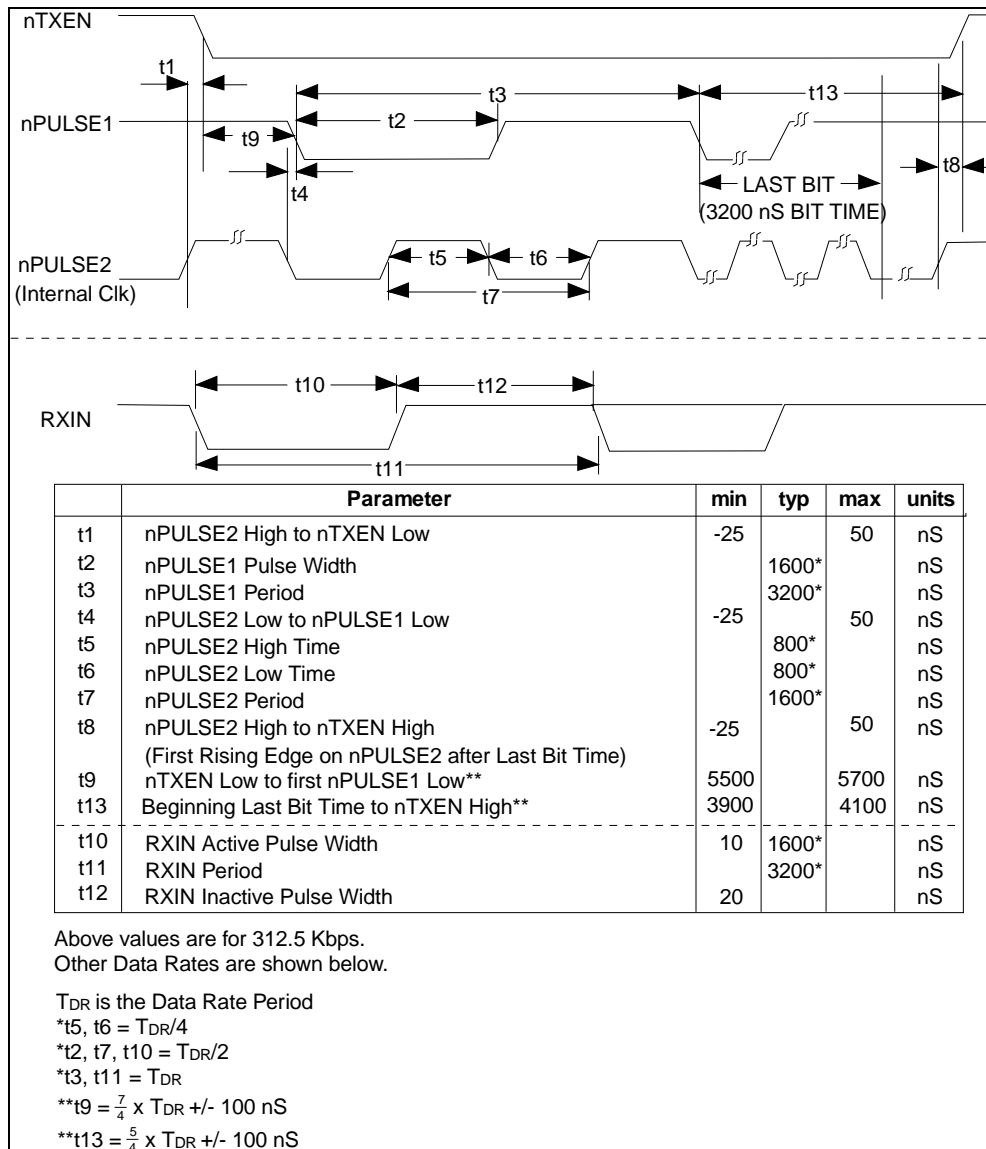 nTXEN
t1
t3
t13
nPULSE1
t2
t9
t4
t8
LAST BIT
(3200 nS BIT TIME)
nPULSE2
(Internal Clk)
t5
t6
t7
t10
t12
RXIN
t11
Parameter min typ max units
t1 nPULSE2 High to nTXEN Low -25 50 nS
t2 nPULSE1 Pulse Width 1600* nS
t3 nPULSE1 Period 3200* nS
t4 nPULSE2 Low to nPULSE1 Low -25 50 nS
t5 nPULSE2 High Time 800* nS
t6 nPULSE2 Low Time 800* nS
t7 nPULSE2 Period 1600* nS
t8 nPULSE2 High to nTXEN High -25 50 nS
(First Rising Edge on nPULSE2 after Last Bit Time)
t9 nTXEN Low to first nPULSE1 Low** 5500 5700 nS
t13 Beginning Last Bit Time to nTXEN High** 3900 4100 nS
t10 RXIN Active Pulse Width 10 1600* nS
t11 RXIN Period 3200* nS
t12 RXIN Inactive Pulse Width 20 nS
Above values are for 312.5 Kbps.
Other Data Rates are shown below.
TDR is the Data Rate Period
*t5, t6 = TDR/4
*t2, t7, t10 = TDR/2
*t3, t11 = TDR
**t9 = 7/4 x TDR +/- 100 nS
**t13 = 5/4 x TDR +/- 100 nS